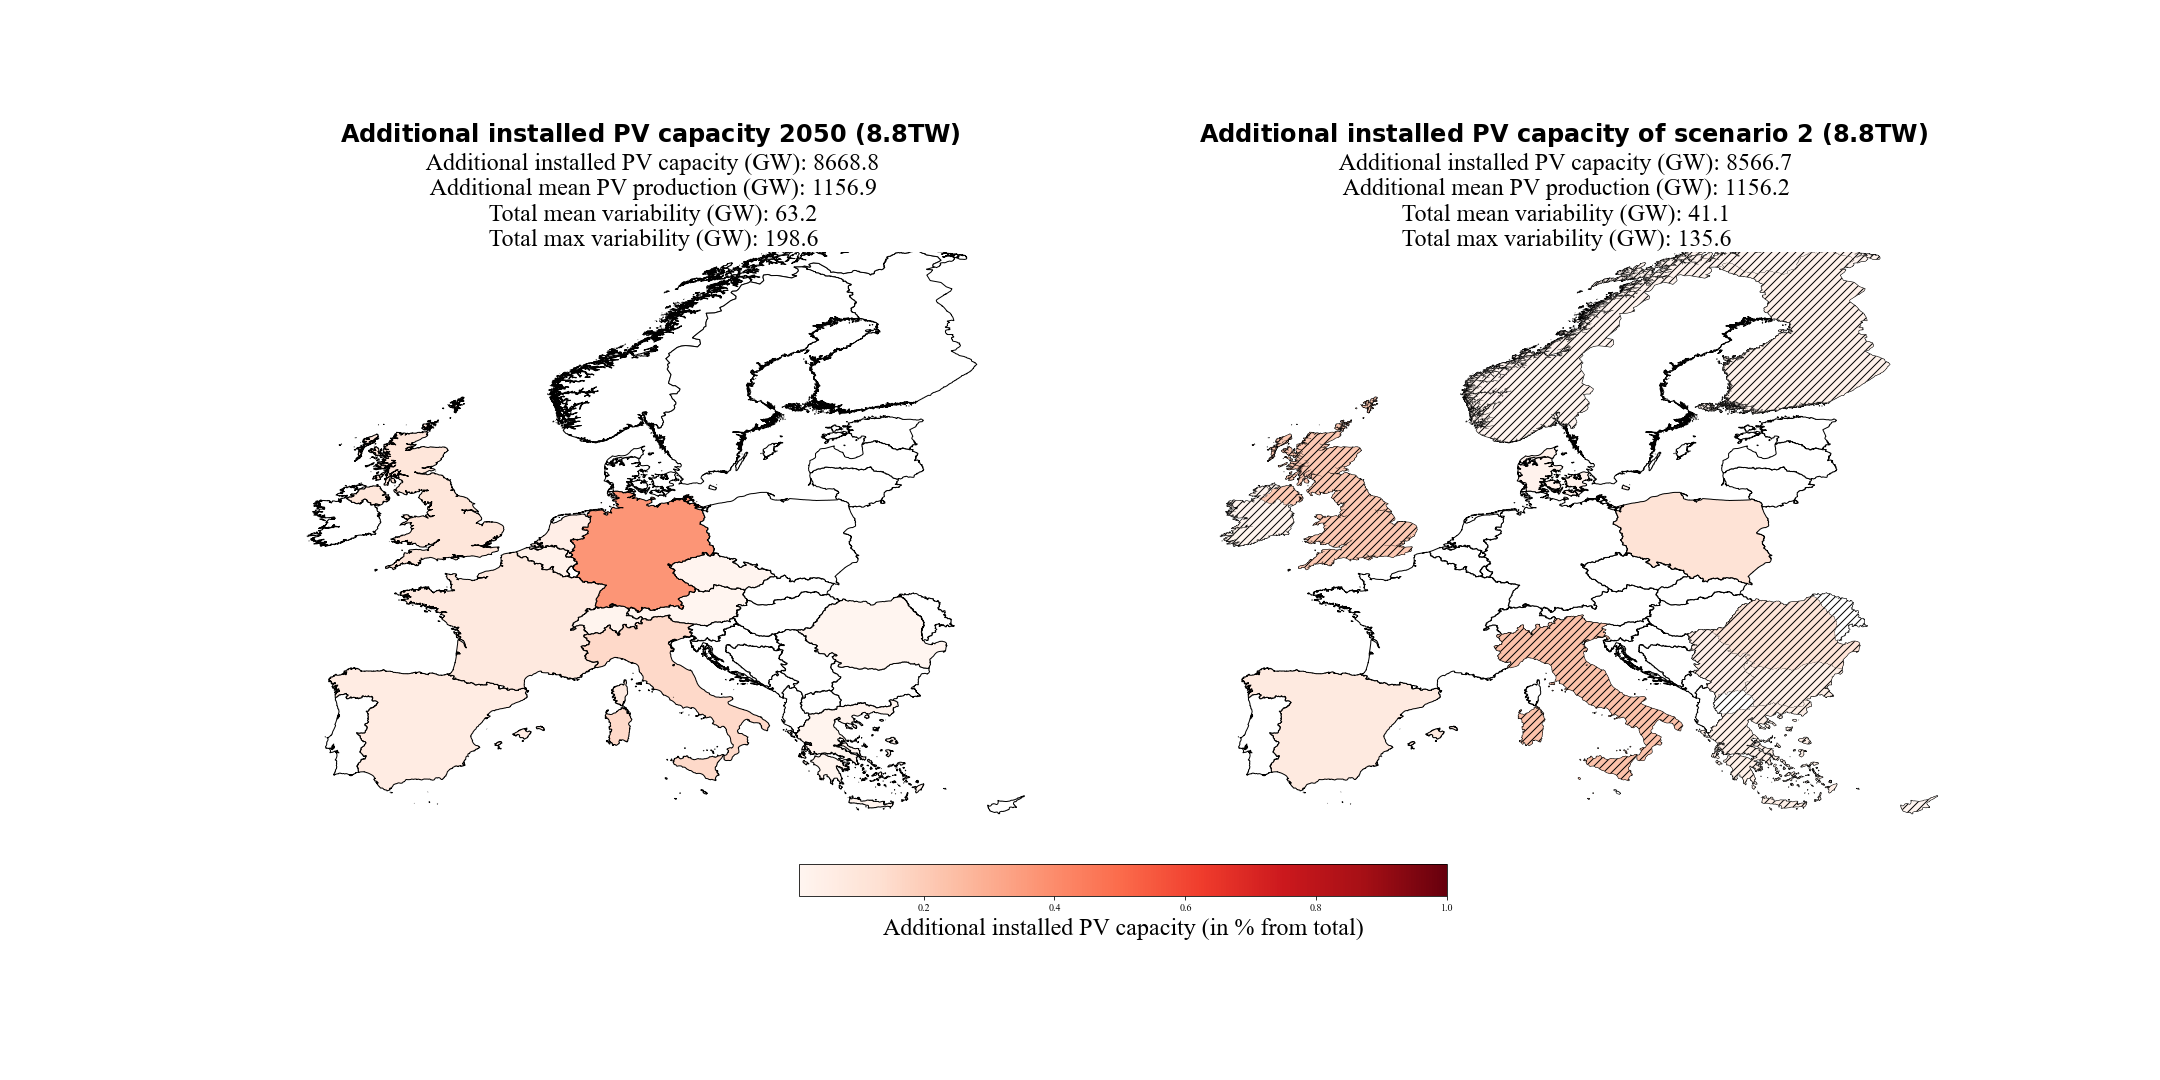 Additional installed PV capacity 2050 (8.8TW)
Additional installed PV capacity (GW): 8668.8
Additional mean PV production (GW): 1156.9
Total mean variability (GW): 63.2
Total max variability (GW): 198.6
Additional installed PV capacity of scenario 2 (8.8TW)
Additional installed PV capacity (GW): 8566.7
Additional mean PV production (GW): 1156.2
Total mean variability (GW): 41.1
Total max variability (GW): 135.6
0.2 0.4 0.6 0.8 1.0
Additional installed PV capacity (in % from total)